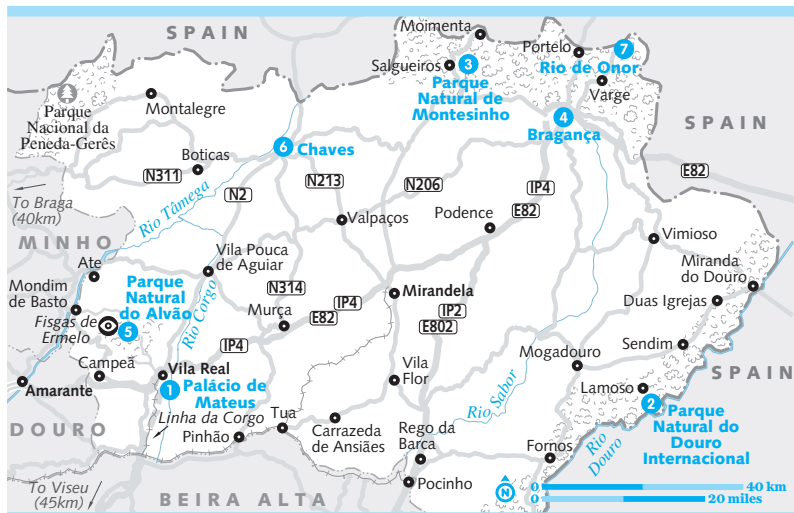 SPAIN
Moimenta
Portelo
7
Salgueiros
3
Rio de Onor
Parque
Natural de
Montesinho
Varge
Parque
Nacional da
Peneda-Gerês
Montalegre
4
Bragança
SPAIN
6
Chaves
Boticas
N311
N2
N213
N206
IP4
E82
E82
To Braga
(40km)
Rio Tâmega
Valpaços
Podence
Vimioso
MINHO
Ate
Vila Pouca
de Aguiar
Miranda
do Douro
Mondim
de Basto
Parque
Natural
do Alvão
5
Rio Corgo
N314
IP4
E82
Mirandela
IP2
E802
Duas Igrejas
Fisgas de
Ermelo
Murça
IP4
Sendim
Campeã
Vila Real
Mogadouro
Amarante
1
Palácio de
Mateus
Vila
Flor
Rio Sabor
Lamoso
SPAIN
2
Parque
Natural do
Douro
Internacional
Linha da Corgo
DOURO
Pinhão
Tua
Carrazeda
de Ansiães
Rego da
Barca
Fornos
Rio
Douro
To Viseu
(45km)
BEIRA ALTA
Pocinho
N
0
40 km
0
20 miles